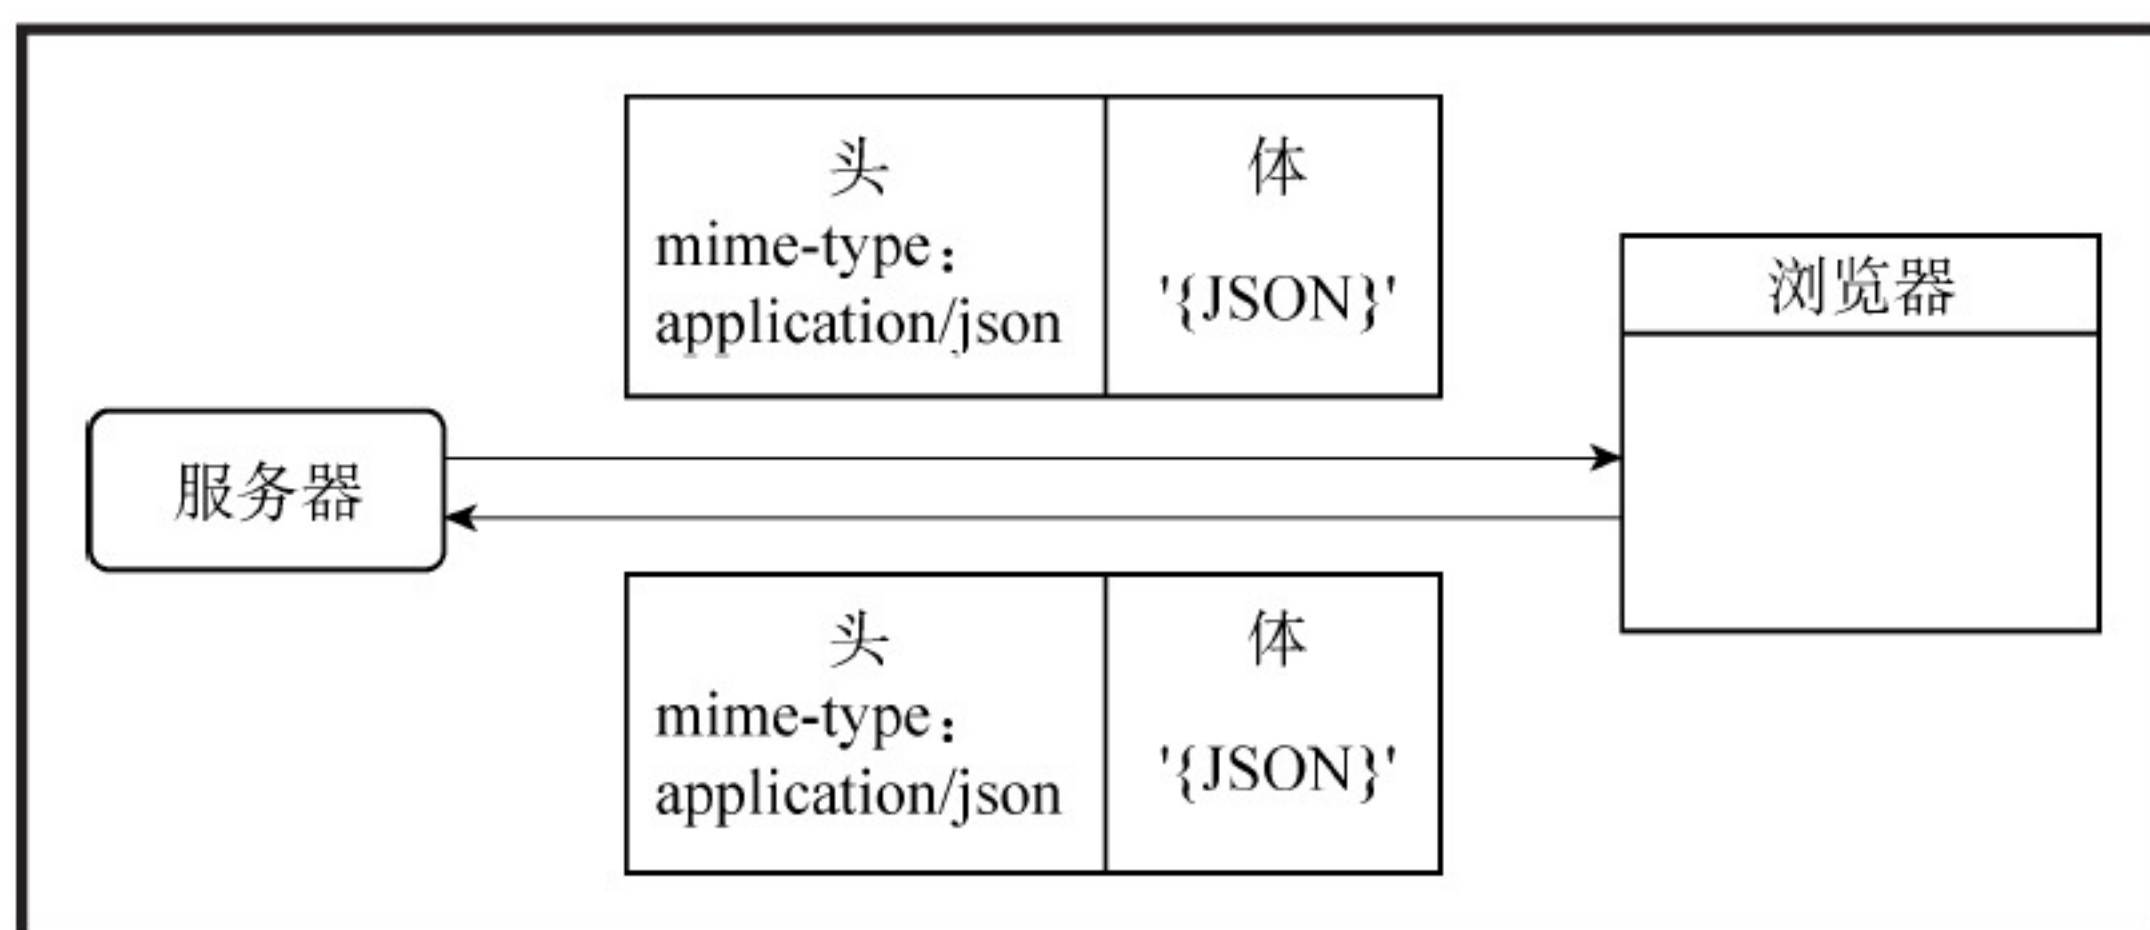 头
mime-type：
application/json
体
'{JSON}'
浏览器
服务器
头
mime-type：
application/json
体
'{JSON}'